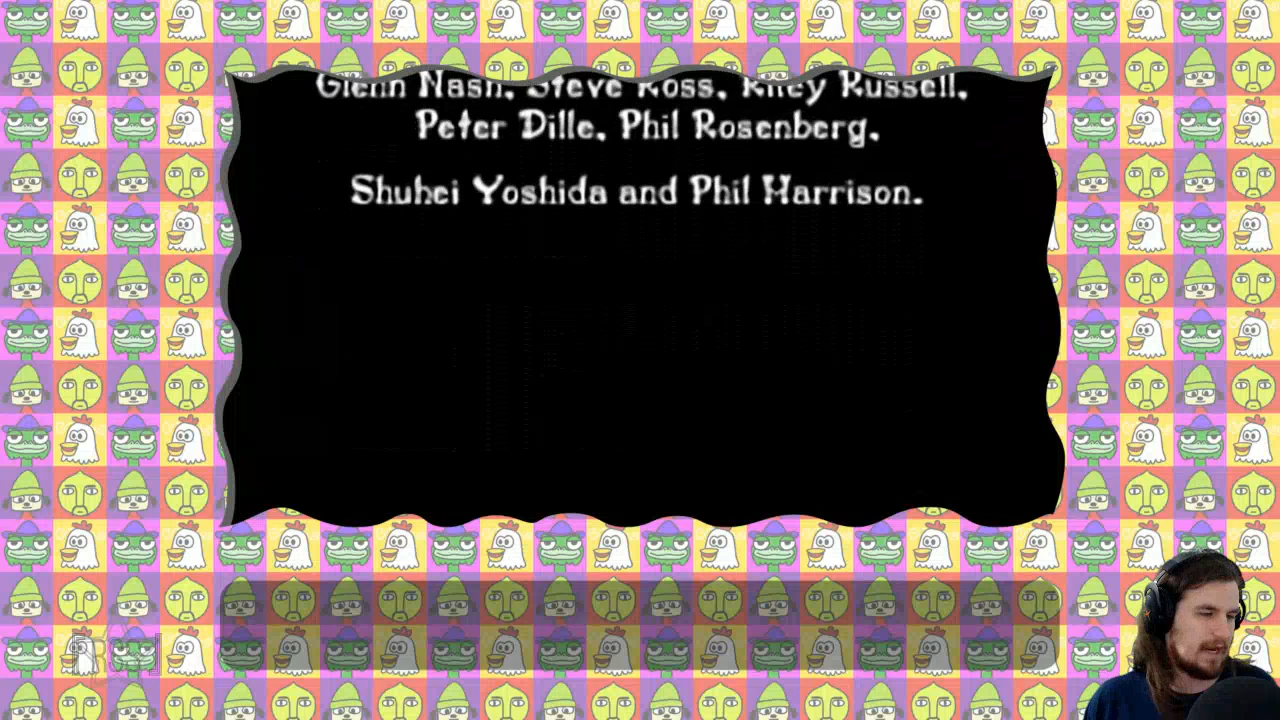 Glenn Nash, Steve Ross, Riley Russell,
Peter Dille, Phil Rosenberg,
Shuhei Yoshida and Phil Harrison.